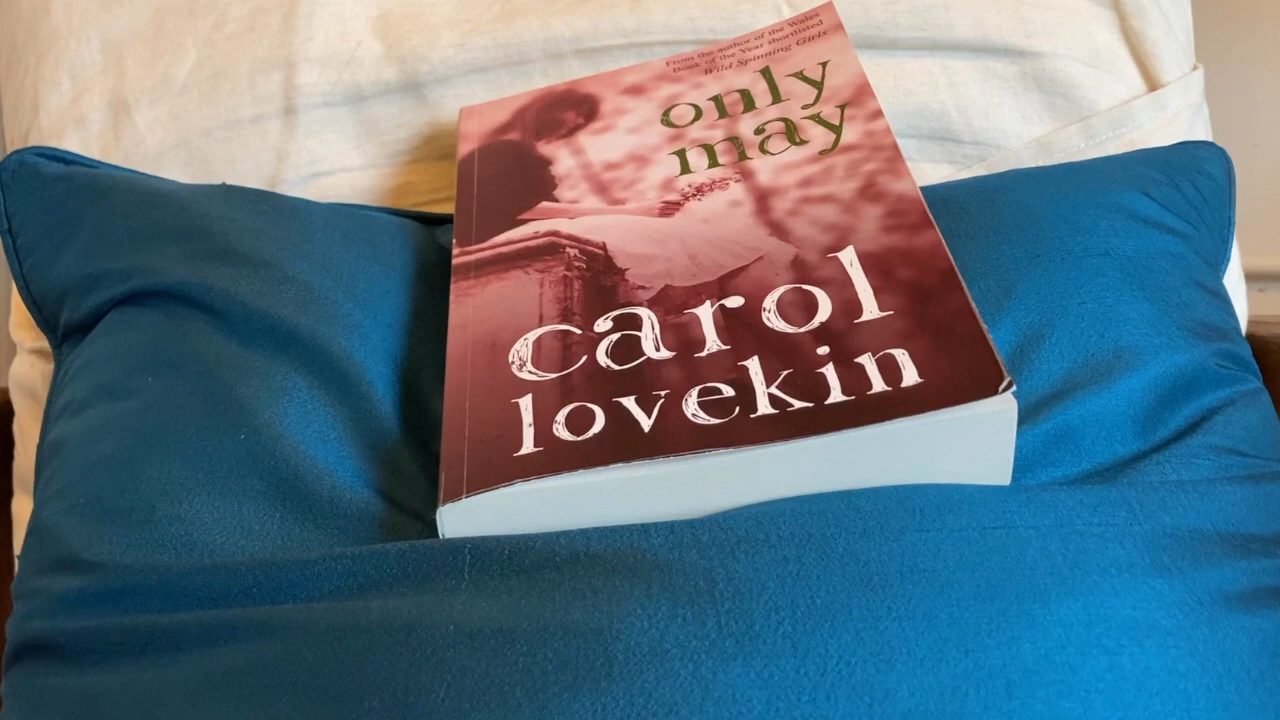 From the author of the Wales
Book of the Year shortlisted
Wild Spinning Girls
only
may
carol
lovekin